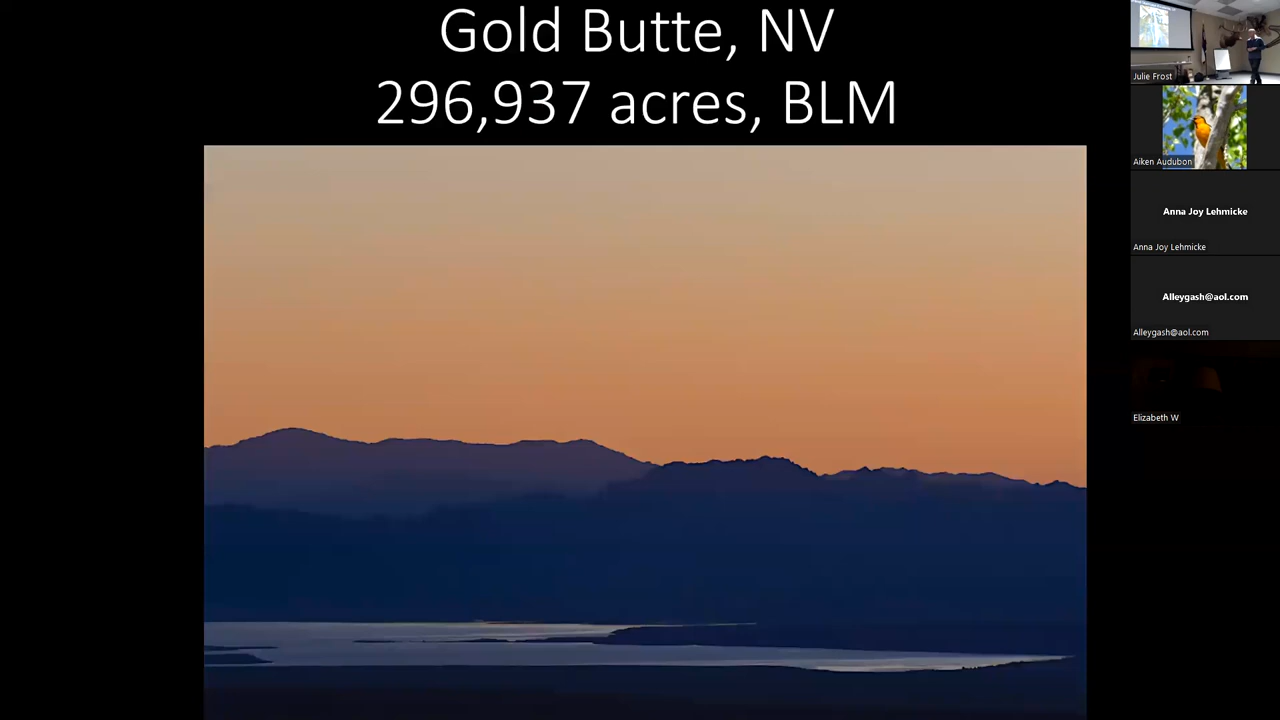 Gold Butte, NV
296,937 acres, BLM
Julie Frost
Aiken Audubon
Anna Joy Lehmicke
Anna Joy Lehmicke
Alleygash@aol.com
Alleygash@aol.com
Elizabeth W